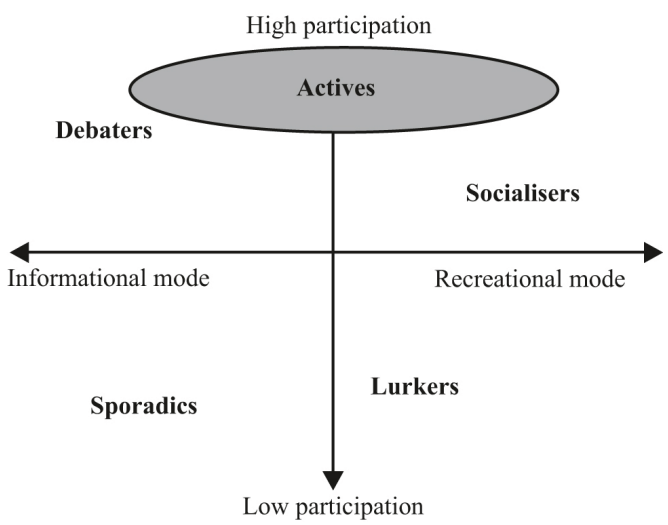 High participation
Actives
Debaters
Socialisers
Informational mode
Recreational mode
Lurkers
Sporadics
Low participation